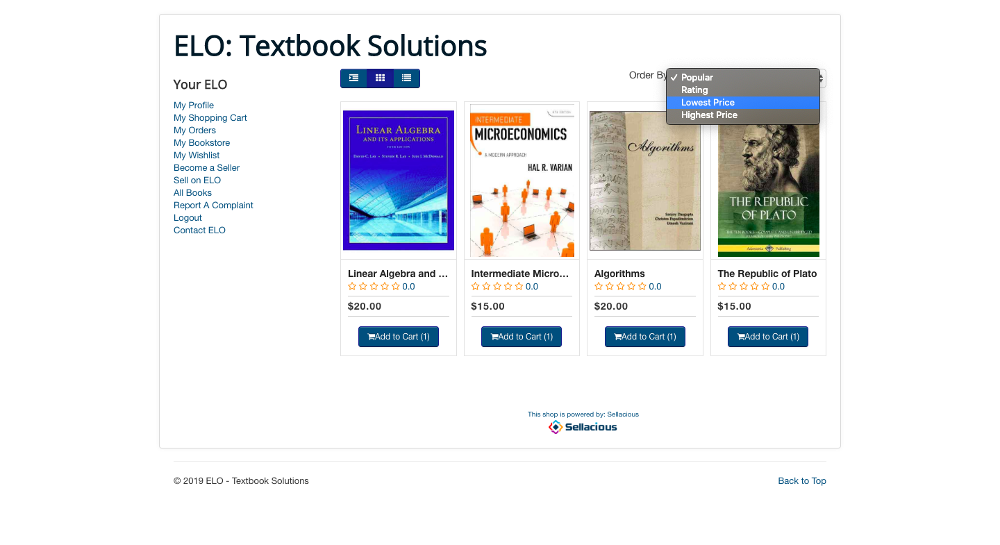 ELO: Textbook Solutions
Your ELO
My Profile
My Shopping Cart
My Orders
My Bookstore
My Wishlist
Become a Seller
Sell on ELO
All Books
Report A Complaint
Logout
Contact ELO
Order By
✓ Popular
Rating
Lowest Price
Highest Price
LINEAR ALGEBRA
AND ITS APPLICATIONS
FIFTH EDITION
DAVID C. LAY • STEVEN R. LAY • JUDI J. MCDONALD
Linear Algebra and ...
0.0
$20.00
Add to Cart (1)
INTERMEDIATE
MICROECONOMICS
A MODERN APPROACH
HAL R. VARIAN
Intermediate Micro...
0.0
$15.00
Add to Cart (1)
Algorithms
Sanjoy Dasgupta
Christos Papadimitriou
Umesh Vazirani
Algorithms
0.0
$20.00
Add to Cart (1)
THE REPUBLIC
OF PLATO
THE TEN BOOKS – COMPLETE AND UNABRIDGED
The Republic of Plato
0.0
$15.00
Add to Cart (1)
This shop is powered by: Sellacious
Sellacious
© 2019 ELO - Textbook Solutions
Back to Top